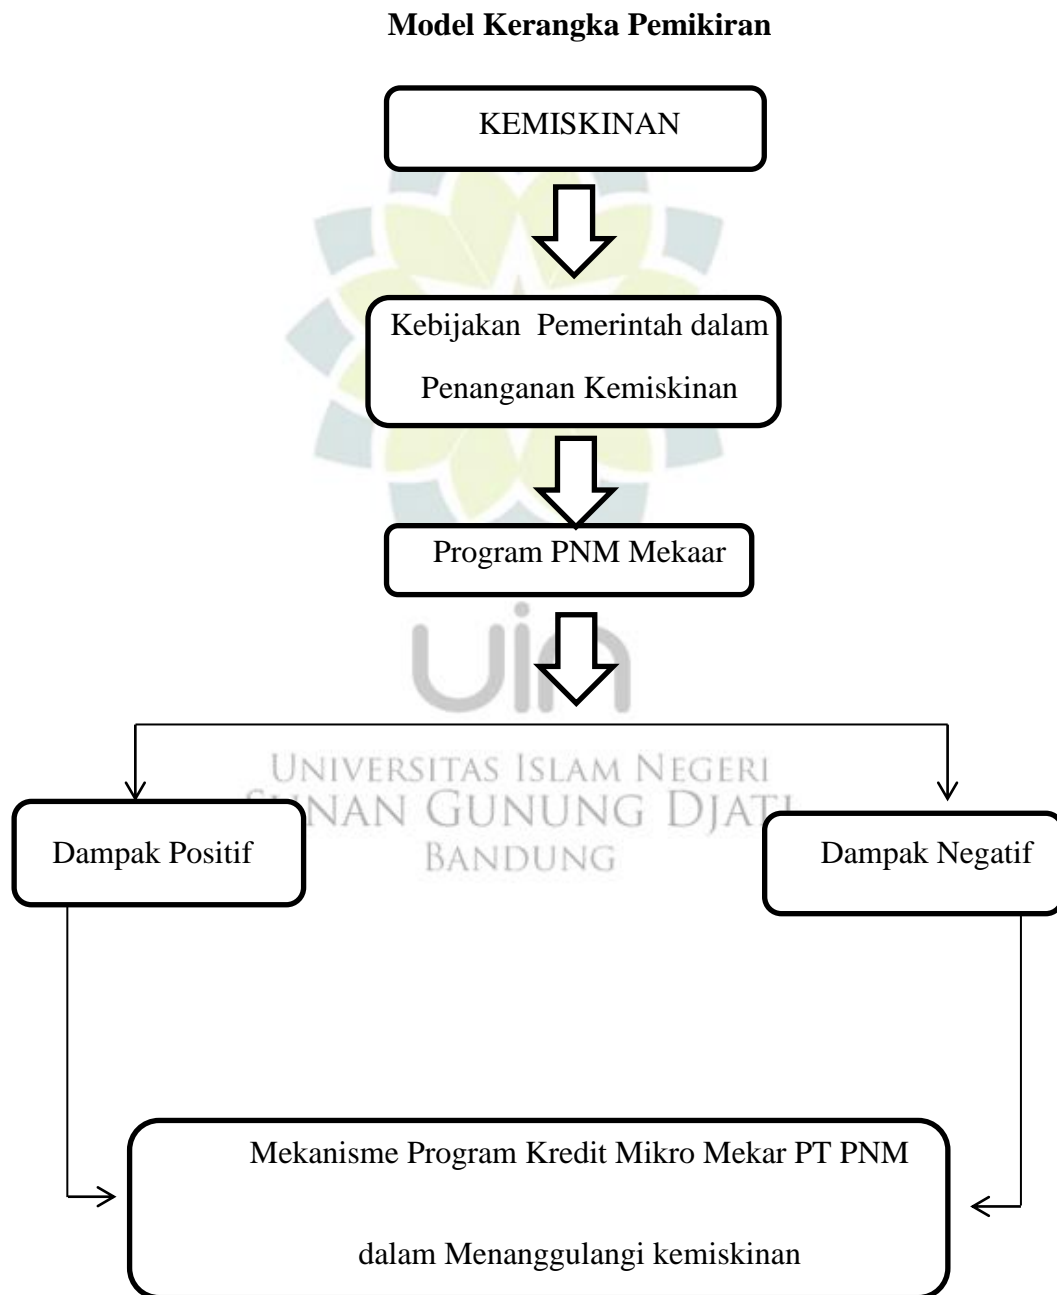 Model Kerangka Pemikiran
KEMISKINAN
Kebijakan Pemerintah dalam
Penanganan Kemiskinan
Program PNM Mekaar
uin
UNIVERSITAS ISLAM NEGERI
SUNAN GUNUNG DJATI
BANDUNG
Dampak Positif
Dampak Negatif
Mekanisme Program Kredit Mikro Mekar PT PNM
dalam Menanggulangi kemiskinan